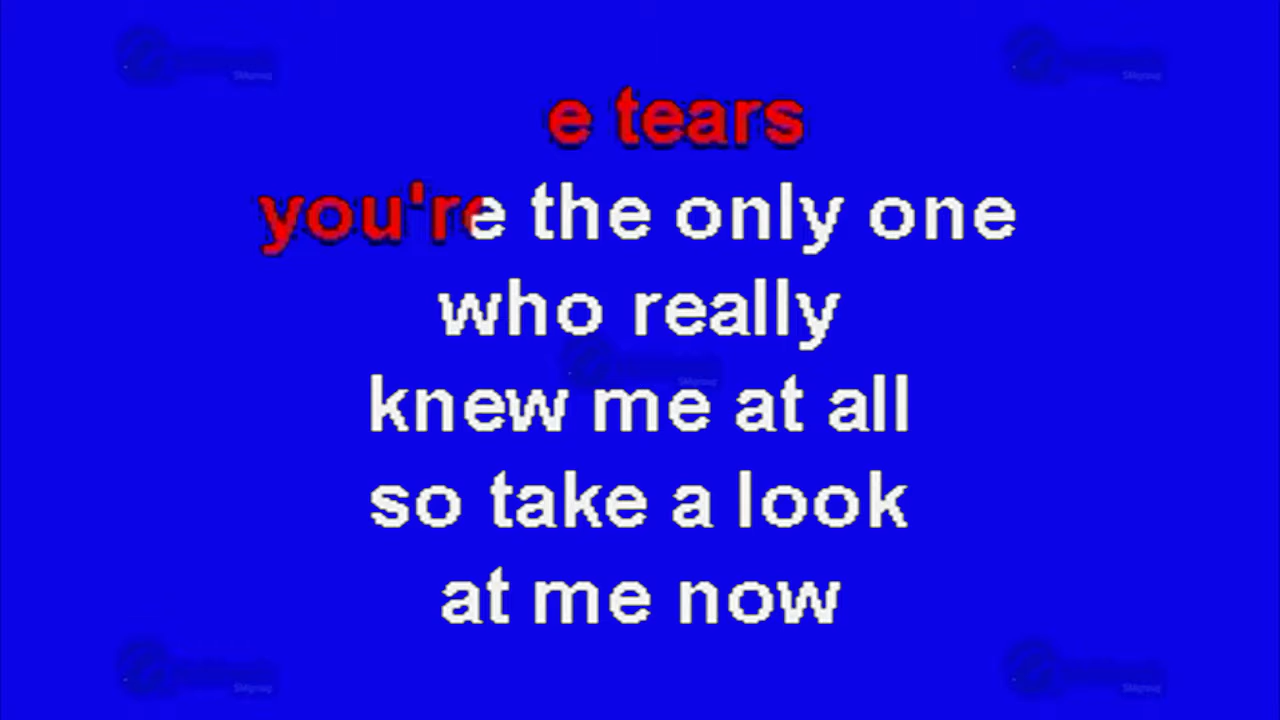 e tears
you're the only one
who really
knew me at all
so take a look
at me now